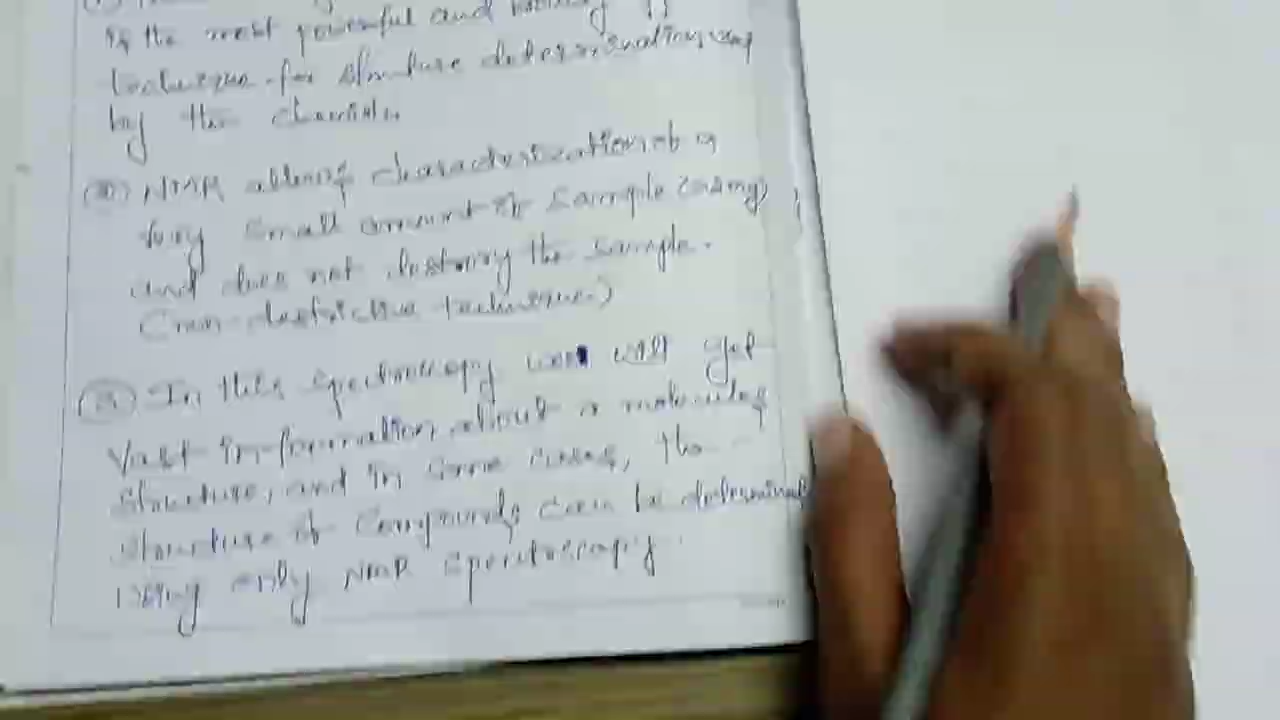 is the most powerful and
technique for structure determination used
by the chemists
NMR allows characterization of a
very small amount of sample
and does not destroy the sample.
(non-destructive technique)
In this spectroscopy we will get
Vast information about a molecules
structure, and in some cases, the
structure of compounds can be determined
using only NMR spectroscopy.